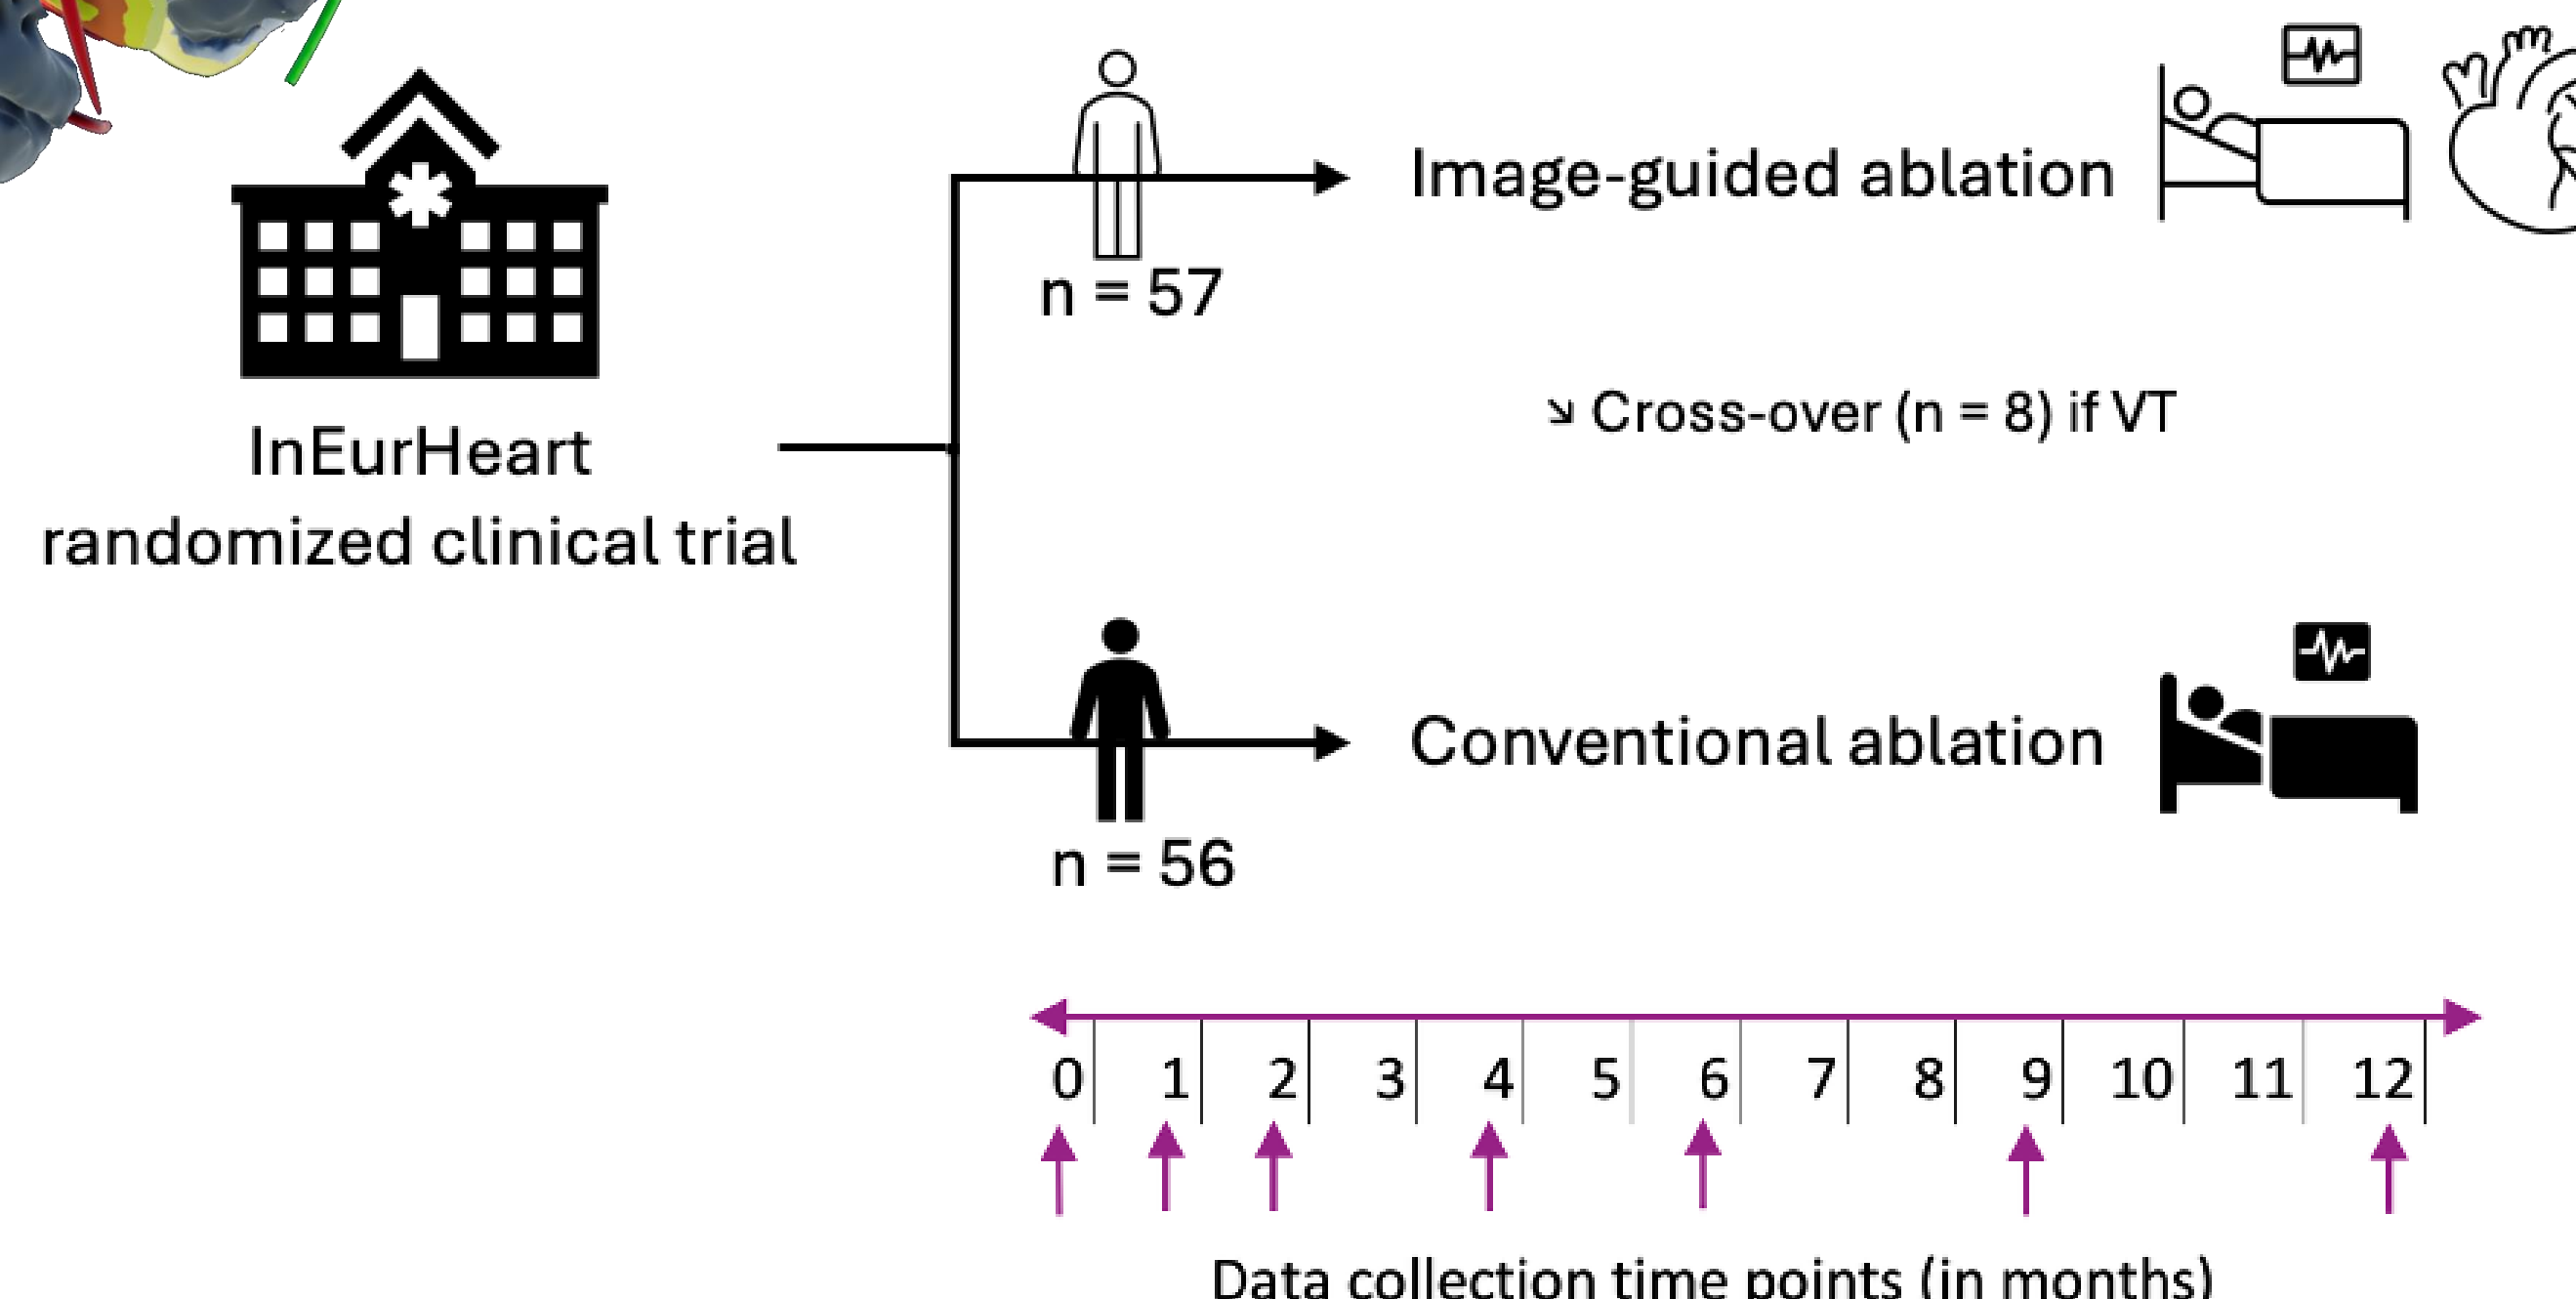 InEurHeart
randomized clinical trial
n = 57
Image-guided ablation
↘ Cross-over (n = 8) if VT
n = 56
Conventional ablation
0 1 2 3 4 5 6 7 8 9 10 11 12
Data collection time points (in months)